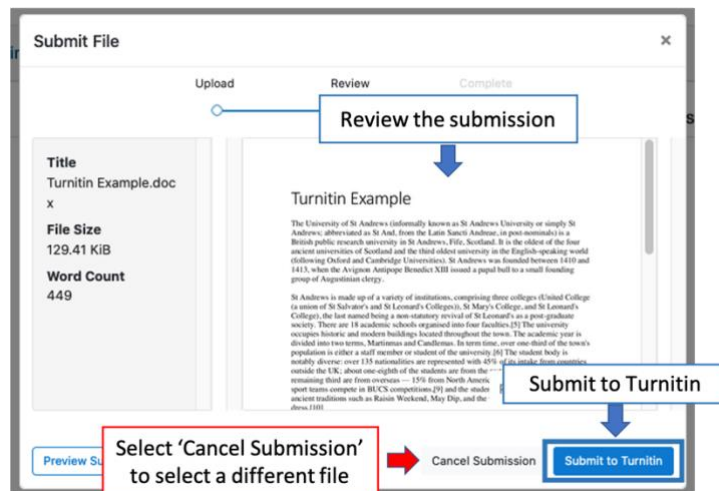 Submit File
×
Upload
Review
Complete
Review the submission
Title
Turnitin Example.doc
x
File Size
129.41 KiB
Word Count
449
Turnitin Example
The University of St Andrews (informally known as St Andrews University or simply St
Andrews; abbreviated as St And, from the Latin Sancti Andreae, in post-nominals) is a
British public research university in St Andrews, Fife, Scotland. It is the oldest of the four
ancient universities of Scotland and the third oldest university in the English-speaking world
(following Oxford and Cambridge Universities). St Andrews was founded between 1410 and
1413, when the Avignon Antipope Benedict XIII issued a papal bull to a small founding
group of Augustinian clergy.
St Andrews is made up of a variety of institutions, comprising three colleges (United College
(a union of St Salvator's and St Leonard's Colleges)), St Mary's College, and St Leonard's
College), the last named being a non-statutory revival of St Leonard's as a post-graduate
society. There are 18 academic schools organised into four faculties.[5] The university
occupies historic and modern buildings located throughout the town. The academic year is
divided into two terms, Martinmas and Candlemas. In term time, over one-third of the town's
population is either a staff member or student of the university.[6] The student body is
notably diverse: over 135 nationalities are represented with 45% of its intake from countries
outside the UK; about one-eighth of the students are from the
remaining third are from overseas — 15% from North Americ
sport teams compete in BUCS competitions,[9] and the studen
ancient traditions such as Raisin Weekend, May Dip, and the
dress.[10]
Submit to Turnitin
Preview Su
Select 'Cancel Submission'
to select a different file
Cancel Submission
Submit to Turnitin